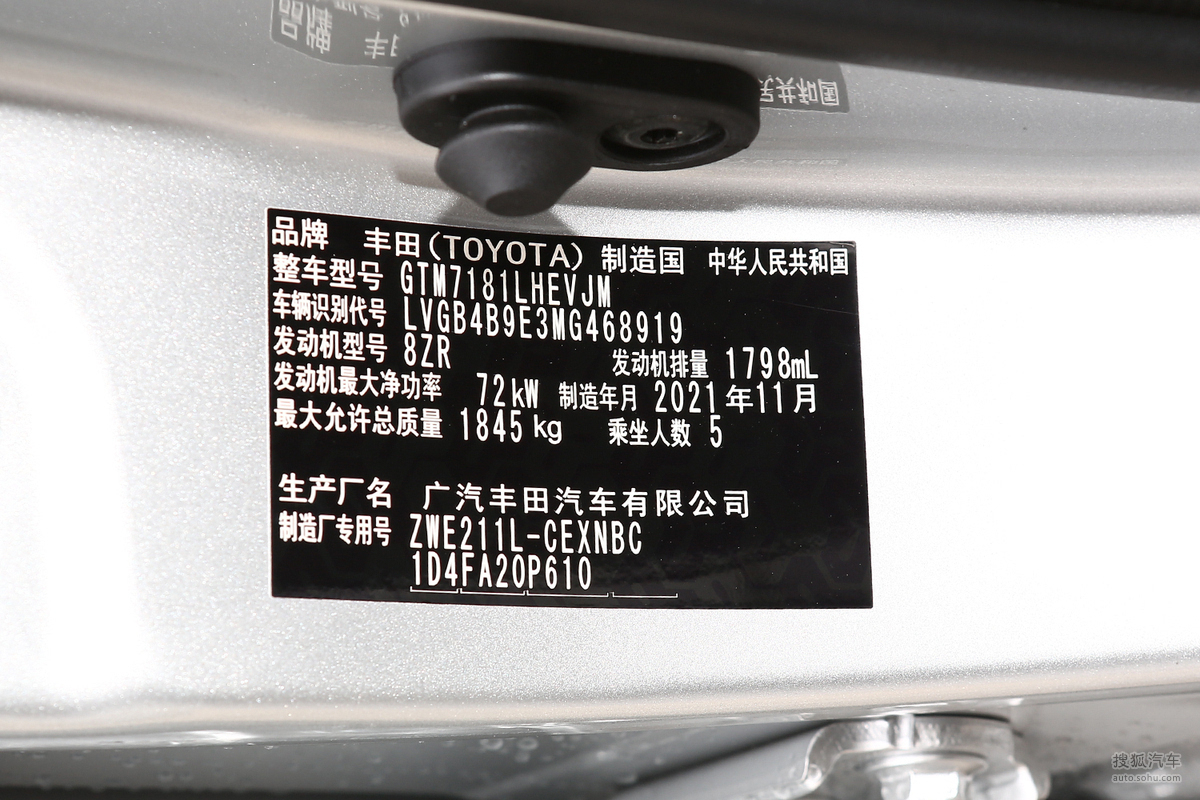 品牌 丰田(TOYOTA) 制造国 中华人民共和国
整车型号 GTM7181LHEVJM
车辆识别代号 LVGB4B9E3MG468919
发动机型号 8ZR 发动机排量 1798mL
发动机最大净功率 72kW 制造年月 2021年11月
最大允许总质量 1845kg 乘坐人数 5
生产厂名 广汽丰田汽车有限公司
制造厂专用号 ZWE211L-CEXNBC
1D4FA20P610
搜狐汽车
auto.sohu.com